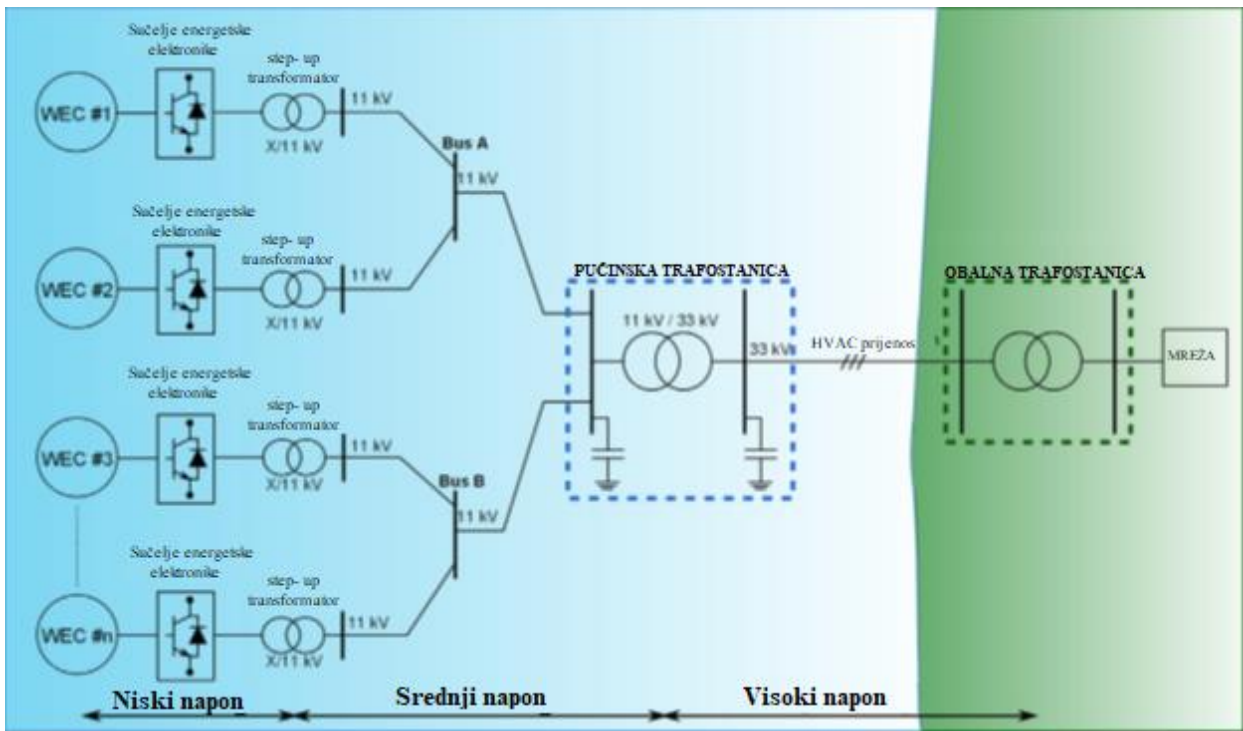 Sučelje energetske
elektronike
step- up
transformator
WEC #1
X/11 kV
11 kV
Bus A
11 kV
Sučelje energetske
elektronike
step- up
transformator
WEC #2
X/11 kV
11 kV
PUČINSKA TRAFOSTANICA
11 kV / 33 kV
33 kV
HVAC prijenos
OBALNA TRAFOSTANICA
MREŽA
Sučelje energetske
elektronike
step- up
transformator
WEC #3
X/11 kV
11 kV
Bus B
11 kV
Sučelje energetske
elektronike
step- up
transformator
WEC #n
X/11 kV
11 kV
Niski napon
Srednji napon
Visoki napon